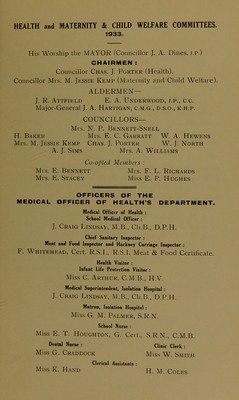 HEALTH and MATERNITY & CHILD WELFARE COMMITTEES.
1933.
His Worship the MAYOR (Councillor J. A. Dines, J.P.)
CHAIRMEN :
Councillor CHAS. J. PORTER (Health).
Councillor MRS. M. JESSIE KEMP (Maternity and Child Welfare).
ALDERMEN—
J. R. ATTFIELD E. A. UNDERWOOD, J.P., C.C.
Major-General J. A. HARTIGAN, C.M.G., D.S.O., K.H.P.
COUNCILLORS—
MRS. N. P. BENNETT-SNELL
H. BAKER MRS. E. C. GARRATT W. A. HEWENS
MRS. M. JESSIE KEMP CHAS. J. PORTER W. J. NORTH
A. J. SIMS MRS. A. WILLIAMS
Co-opted Members :
MRS. E. BENNETT MRS. F. L. RICHARDS
MRS. E. STACEY MISS E. P. HUGHES
OFFICERS OF THE
MEDICAL OFFICER OF HEALTH'S DEPARTMENT.
Medical Officer of Health :
School Medical Officer :
J. CRAIG LINDSAY, M.B., Ch.B., D.P.H.
Chief Sanitary Inspector :
Meat and Food Inspector and Hackney Carriage Inspector :
F. WHITEHEAD, Cert. R.S.I., R.S.I. Meat & Food Certificate.
Health Visitor :
Infant Life Protection Visitor :
MISS C. ARTHUR, C.M.B., H.V.
Medical Superintendent, Isolation Hospital :
J. CRAIG LINDSAY, M.B., Ch.B., D.P.H.
Matron, Isolation Hospital :
MISS G. M. PALMER, S.R.N.
School Nurse :
MISS E. T. HOUGHTON, G. Cert., S.R.N., C.M.B.
Dental Nurse : Clinic Clerk :
MISS G. CRADDOCK MISS W. SMITH
Clerical Assistants :
MISS K. HAND H. M. COLES